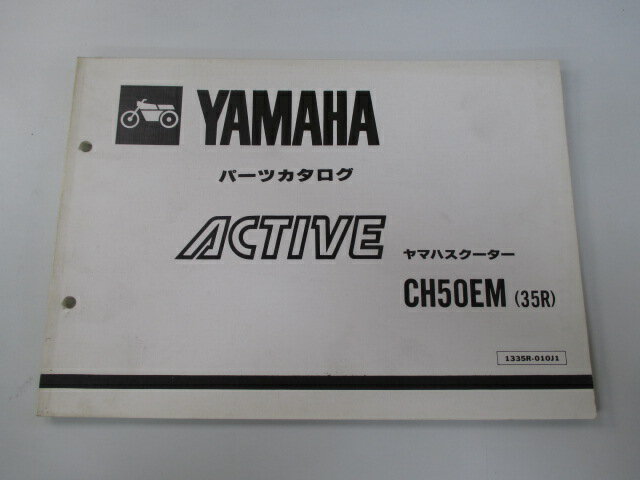 YAMAHA
パーツカタログ
ACTIVE
ヤマハスクーター
CH50EM (35R)
1335R-010J1